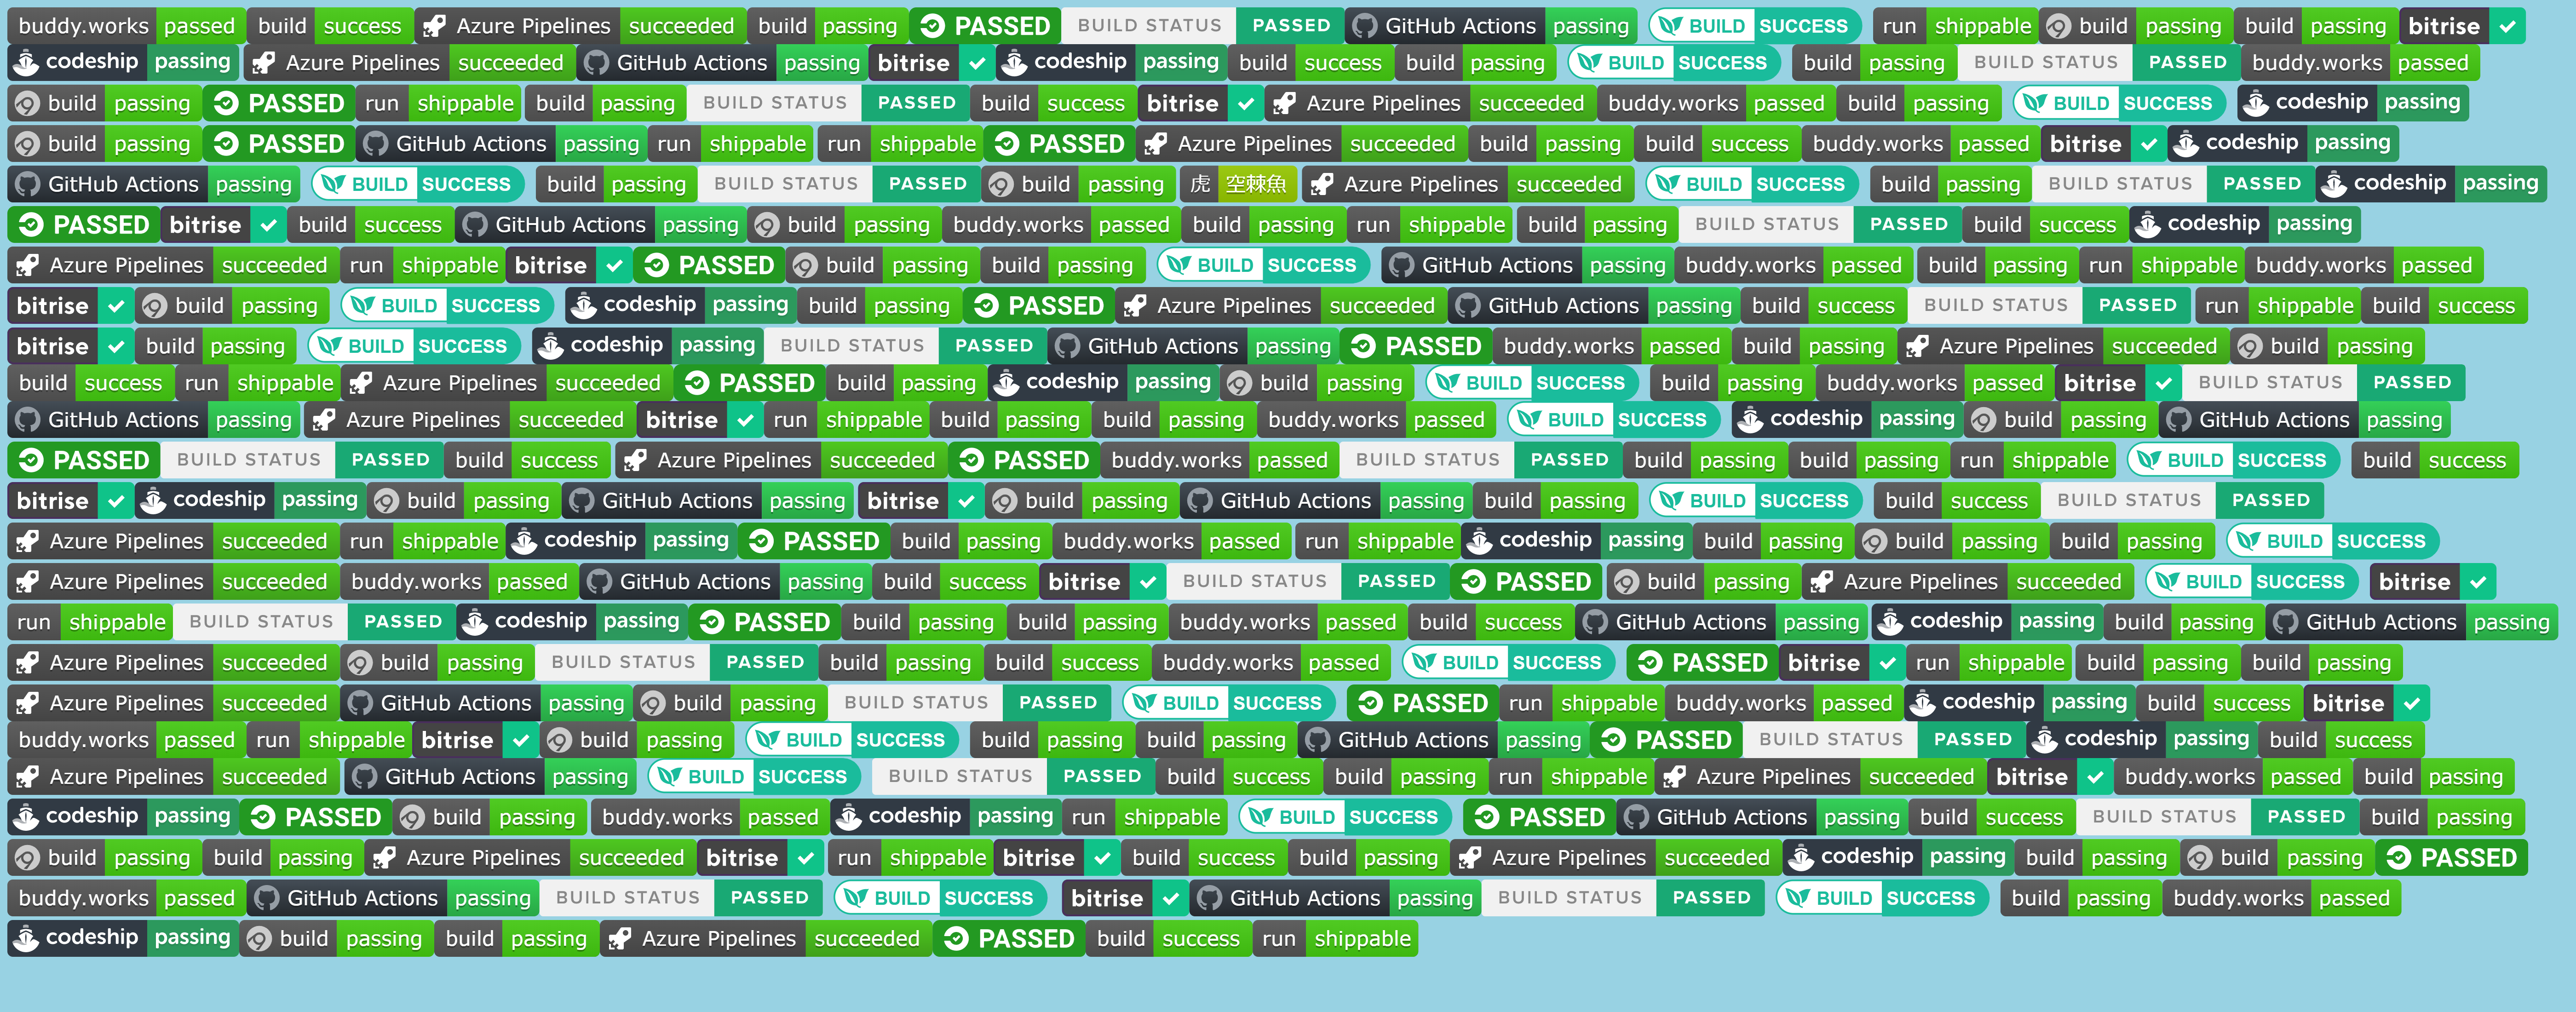 buddy.works passed build success Azure Pipelines succeeded build passing PASSED BUILD STATUS PASSED GitHub Actions passing BUILD SUCCESS run shippable build passing build passing bitrise
codeship passing Azure Pipelines succeeded GitHub Actions passing bitrise codeship passing build success build passing BUILD SUCCESS build passing BUILD STATUS PASSED buddy.works passed
build passing PASSED run shippable build passing BUILD STATUS PASSED build success bitrise Azure Pipelines succeeded buddy.works passed build passing BUILD SUCCESS codeship passing
build passing PASSED GitHub Actions passing run shippable run shippable PASSED Azure Pipelines succeeded build passing build success buddy.works passed bitrise codeship passing
GitHub Actions passing BUILD SUCCESS build passing BUILD STATUS PASSED build passing 虎 空棘魚 Azure Pipelines succeeded BUILD SUCCESS build passing BUILD STATUS PASSED codeship passing
PASSED bitrise build success GitHub Actions passing build passing buddy.works passed build passing run shippable build passing BUILD STATUS PASSED build success codeship passing
Azure Pipelines succeeded run shippable bitrise PASSED build passing build passing BUILD SUCCESS GitHub Actions passing buddy.works passed build passing run shippable buddy.works passed
bitrise build passing BUILD SUCCESS codeship passing build passing PASSED Azure Pipelines succeeded GitHub Actions passing build success BUILD STATUS PASSED run shippable build success
bitrise build passing BUILD SUCCESS codeship passing BUILD STATUS PASSED GitHub Actions passing PASSED buddy.works passed build passing Azure Pipelines succeeded build passing
build success run shippable Azure Pipelines succeeded PASSED build passing codeship passing build passing BUILD SUCCESS build passing buddy.works passed bitrise BUILD STATUS PASSED
GitHub Actions passing Azure Pipelines succeeded bitrise run shippable build passing build passing buddy.works passed BUILD SUCCESS codeship passing build passing GitHub Actions passing
PASSED BUILD STATUS PASSED build success Azure Pipelines succeeded PASSED buddy.works passed BUILD STATUS PASSED build passing build passing run shippable BUILD SUCCESS build success
bitrise codeship passing build passing GitHub Actions passing bitrise build passing GitHub Actions passing build passing BUILD SUCCESS build success BUILD STATUS PASSED
Azure Pipelines succeeded run shippable codeship passing PASSED build passing buddy.works passed run shippable codeship passing build passing build passing build passing BUILD SUCCESS
Azure Pipelines succeeded buddy.works passed GitHub Actions passing build success bitrise BUILD STATUS PASSED PASSED build passing Azure Pipelines succeeded BUILD SUCCESS bitrise
run shippable BUILD STATUS PASSED codeship passing PASSED build passing build passing buddy.works passed build success GitHub Actions passing codeship passing build passing GitHub Actions passing
Azure Pipelines succeeded build passing BUILD STATUS PASSED build passing build success buddy.works passed BUILD SUCCESS PASSED bitrise run shippable build passing build passing
Azure Pipelines succeeded GitHub Actions passing build passing BUILD STATUS PASSED BUILD SUCCESS PASSED run shippable buddy.works passed codeship passing build success bitrise
buddy.works passed run shippable bitrise build passing BUILD SUCCESS build passing build passing GitHub Actions passing PASSED BUILD STATUS PASSED codeship passing build success
Azure Pipelines succeeded GitHub Actions passing BUILD SUCCESS BUILD STATUS PASSED build success build passing run shippable Azure Pipelines succeeded bitrise buddy.works passed build passing
codeship passing PASSED build passing buddy.works passed codeship passing run shippable BUILD SUCCESS PASSED GitHub Actions passing build success BUILD STATUS PASSED build passing
build passing build passing Azure Pipelines succeeded bitrise run shippable bitrise build success build passing Azure Pipelines succeeded codeship passing build passing build passing PASSED
buddy.works passed GitHub Actions passing BUILD STATUS PASSED BUILD SUCCESS bitrise GitHub Actions passing BUILD STATUS PASSED BUILD SUCCESS build passing buddy.works passed
codeship passing build passing build passing Azure Pipelines succeeded PASSED build success run shippable